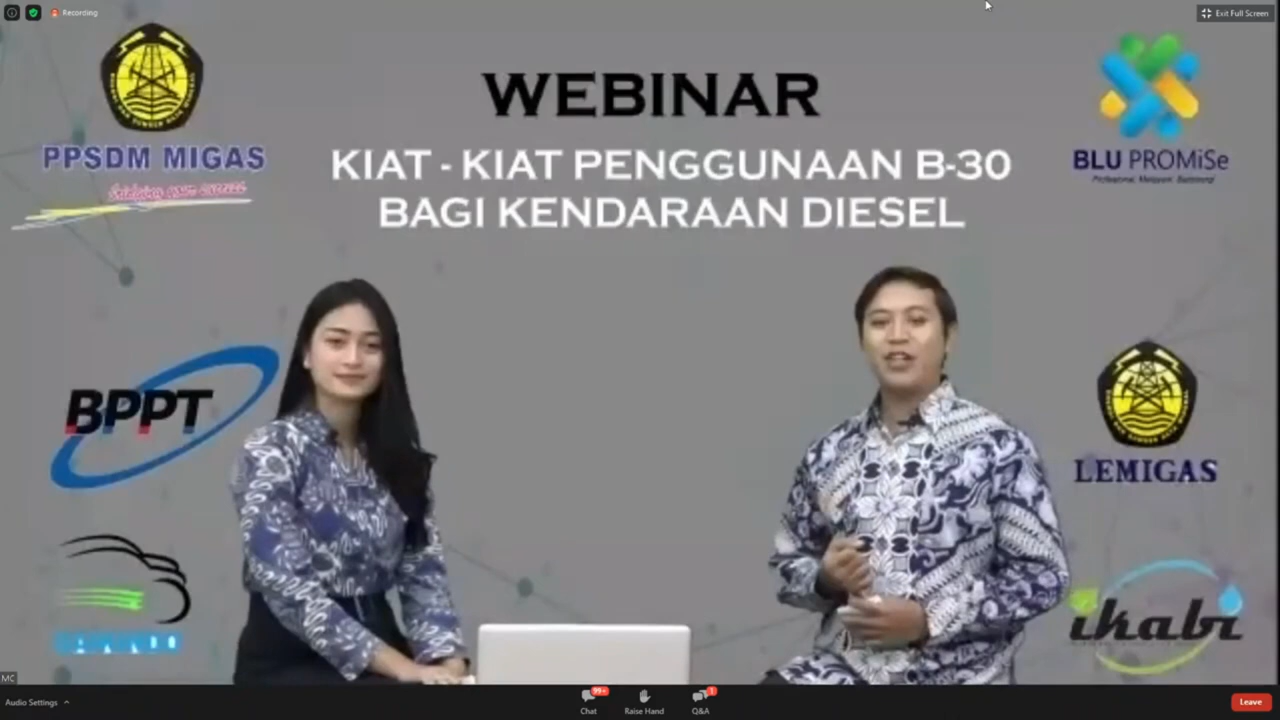 Recording
Exit Full Screen
WEBINAR
KIAT - KIAT PENGGUNAAN B-30
BAGI KENDARAAN DIESEL
PPSDM MIGAS
BLU PROMiSe
BPPT
LEMIGAS
ikabi
MC
Audio Settings
99+
Chat
Raise Hand
1
Q&A
Leave